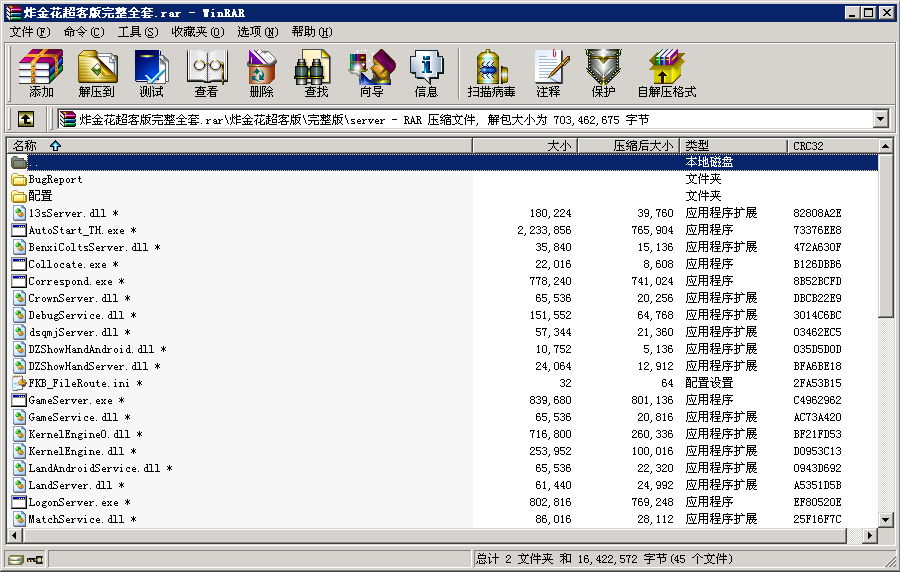 炸金花超客版完整全套.rar - WinRAR
文件(F) 命令(C) 工具(S) 收藏夹(O) 选项(N) 帮助(H)
添加 解压到 测试 查看 删除 查找 向导 信息 扫描病毒 注释 保护 自解压格式
炸金花超客版完整全套.rar\炸金花超客版\完整版\server - RAR 压缩文件, 解包大小为 703,462,675 字节
名称 大小 压缩后大小 类型 CRC32
.. 本地磁盘
BugReport 文件夹
配置 文件夹
13sServer.dll * 180,224 39,760 应用程序扩展 82808A2E
AutoStart_TH.exe * 2,233,856 765,904 应用程序 73376EE8
BenxiColtsServer.dll * 35,840 15,136 应用程序扩展 472A630F
Collocate.exe * 22,016 8,608 应用程序 B126DBB6
Correspond.exe * 778,240 741,024 应用程序 8B52BCFD
CrownServer.dll * 65,536 20,256 应用程序扩展 DBCB22E9
DebugService.dll * 151,552 64,768 应用程序扩展 3014C6BC
dsqmjServer.dll * 57,344 21,360 应用程序扩展 03462EC5
DZShowHandAndroid.dll * 10,752 5,136 应用程序扩展 035D5D0D
DZShowHandServer.dll * 24,064 12,912 应用程序扩展 BFA6BE18
FKB_FileRoute.ini * 32 64 配置设置 2FA53B15
GameServer.exe * 839,680 801,136 应用程序 C4962962
GameService.dll * 65,536 20,816 应用程序扩展 AC73A420
KernelEngine0.dll * 716,800 260,336 应用程序扩展 BF21FD53
KernelEngine.dll * 253,952 100,016 应用程序扩展 D0953C13
LandAndroidService.dll * 65,536 22,320 应用程序扩展 0943D692
LandServer.dll * 61,440 24,992 应用程序扩展 A5351D5B
LogonServer.exe * 802,816 769,248 应用程序 EF80520E
MatchService.dll * 86,016 28,112 应用程序扩展 25F16F7C
总计 2 文件夹 和 16,422,572 字节(45 个文件)